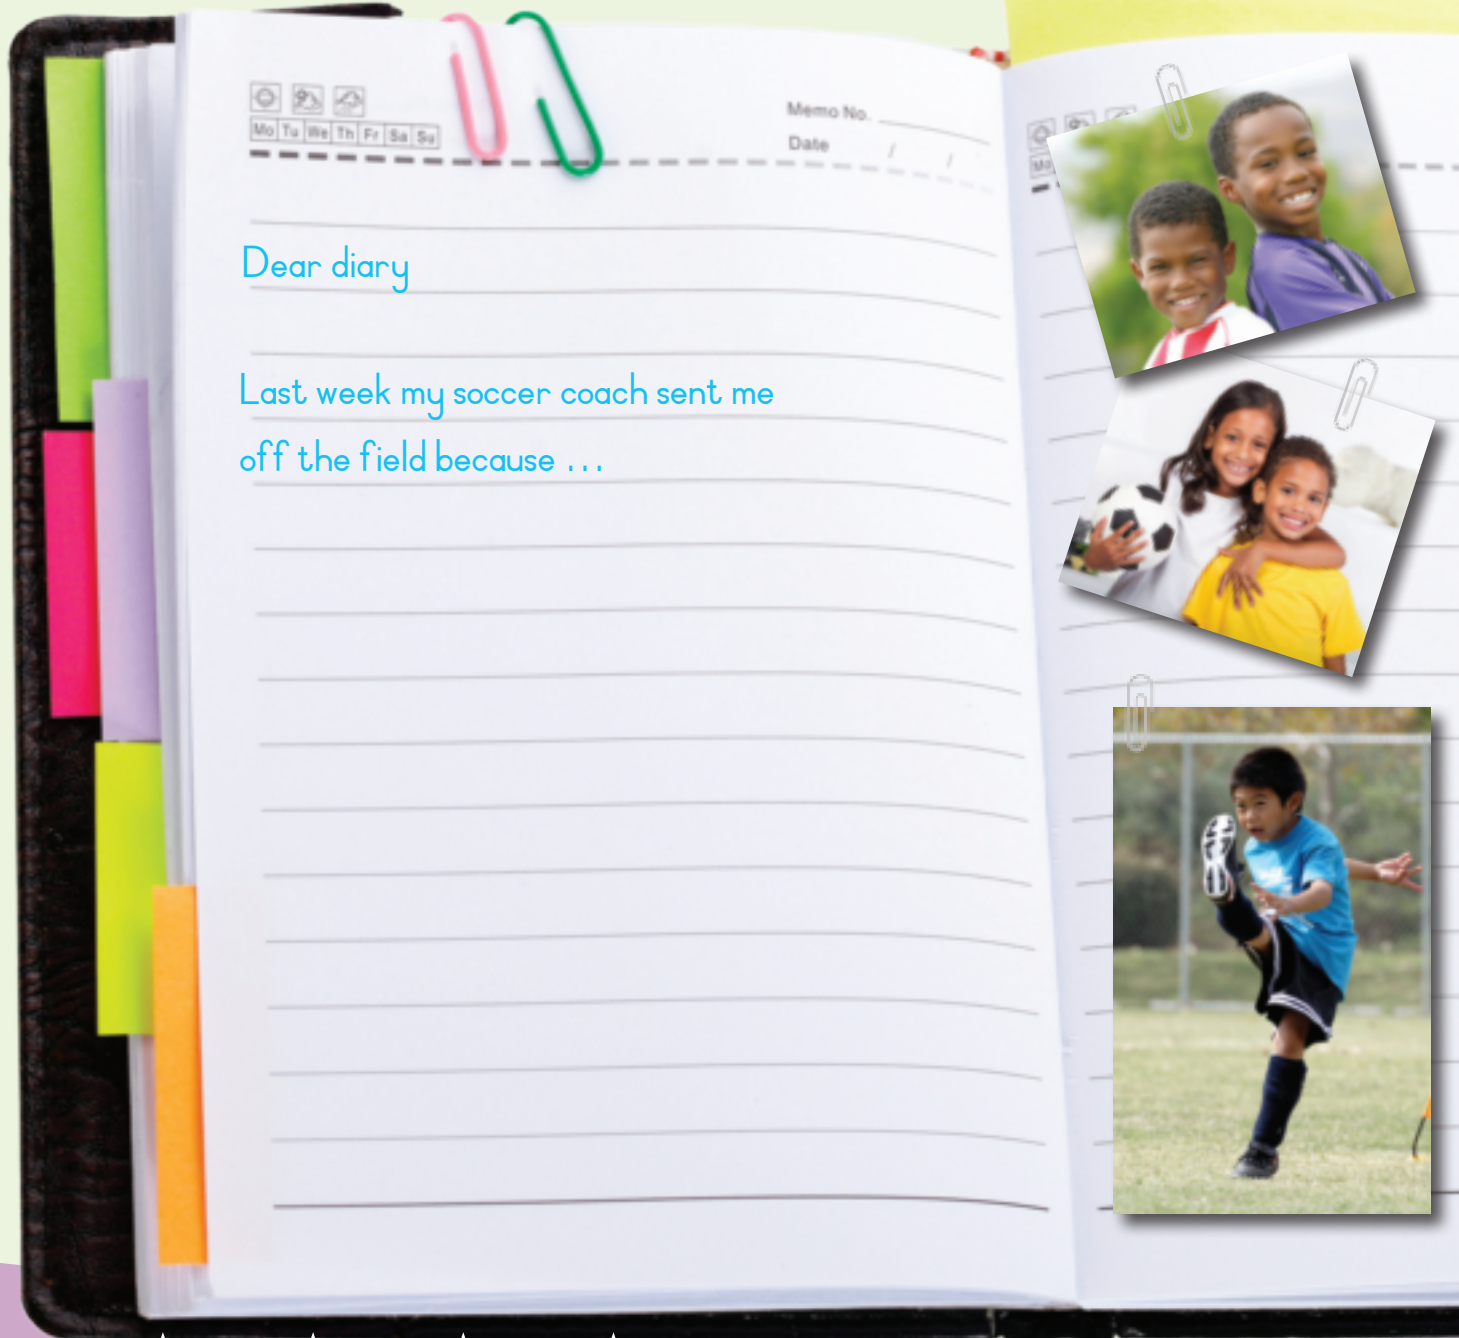 Mo Tu We Th Fr Sa Su
Memo No.
Date / /
Dear diary
Last week my soccer coach sent me
off the field because ...
Mo